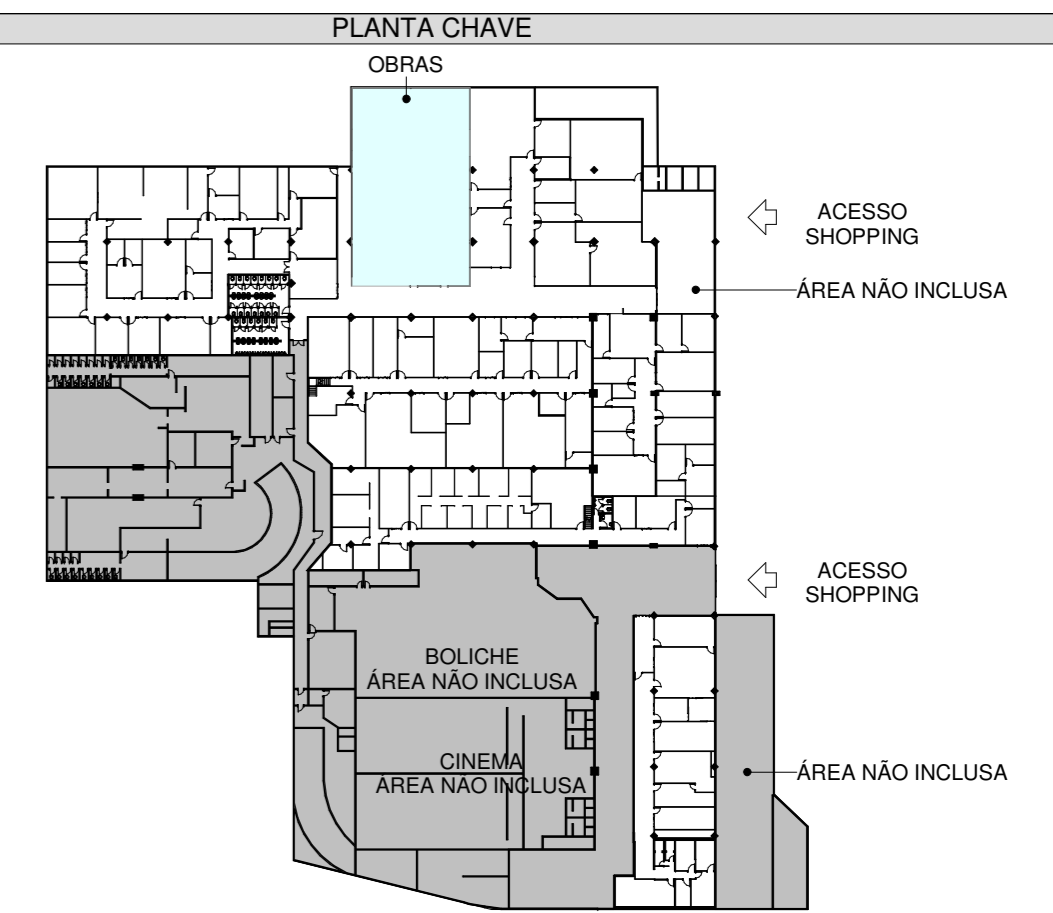 PLANTA CHAVE
OBRAS
ACESSO
SHOPPING
ÁREA NÃO INCLUSA
ACESSO
SHOPPING
BOLICHE
ÁREA NÃO INCLUSA
CINEMA
ÁREA NÃO INCLUSA
ÁREA NÃO INCLUSA